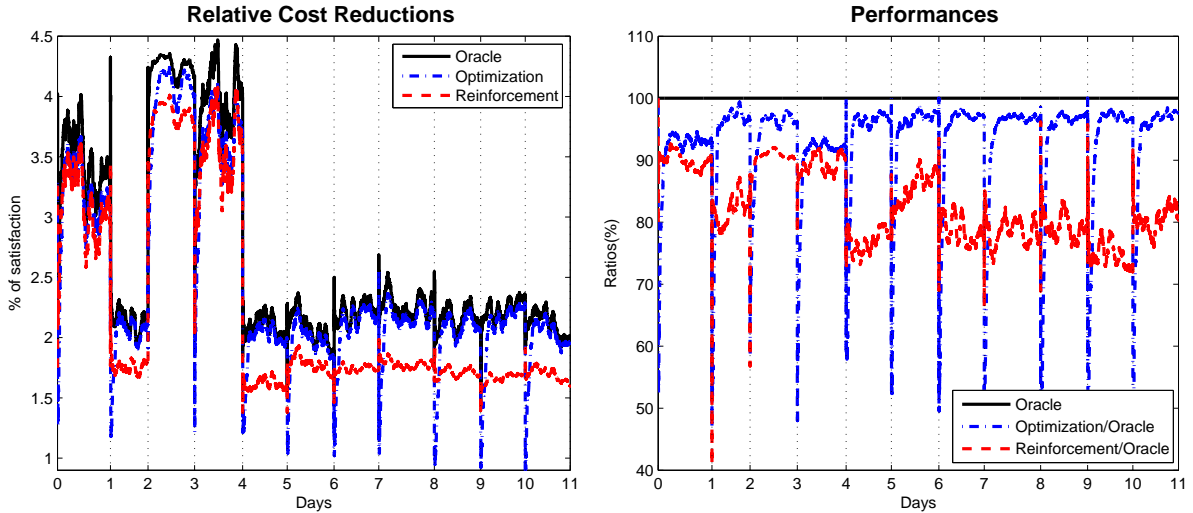 Relative Cost Reductions
4.5
4
3.5
3
2.5
2
1.5
1
% of satisfaction
Oracle
Optimization
Reinforcement
0 1 2 3 4 5 6 7 8 9 10 11
Days
Performances
110
100
90
80
70
60
50
40
Ratios(%)
Oracle
Optimization/Oracle
Reinforcement/Oracle
0 1 2 3 4 5 6 7 8 9 10 11
Days